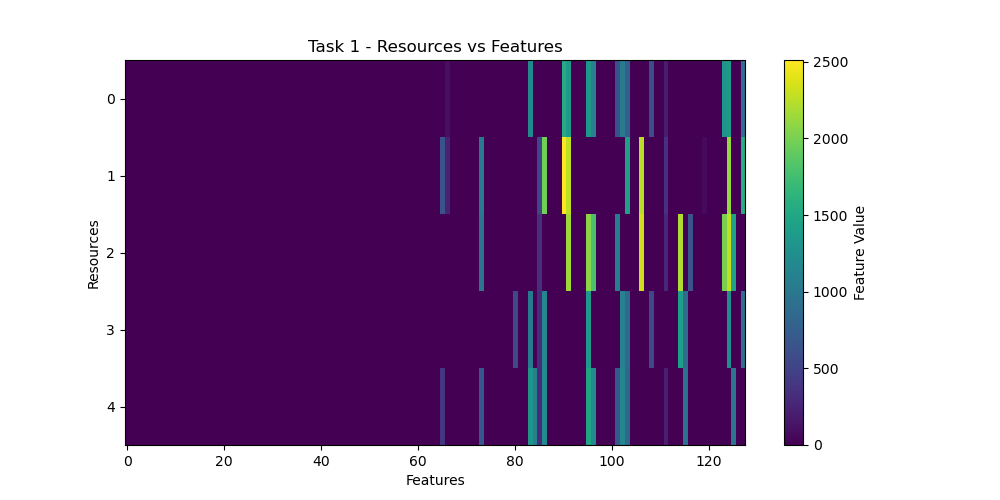 Task 1 - Resources vs Features
Resources
0
1
2
3
4
0 20 40 60 80 100 120
Features
2500
2000
1500
1000
500
0
Feature Value